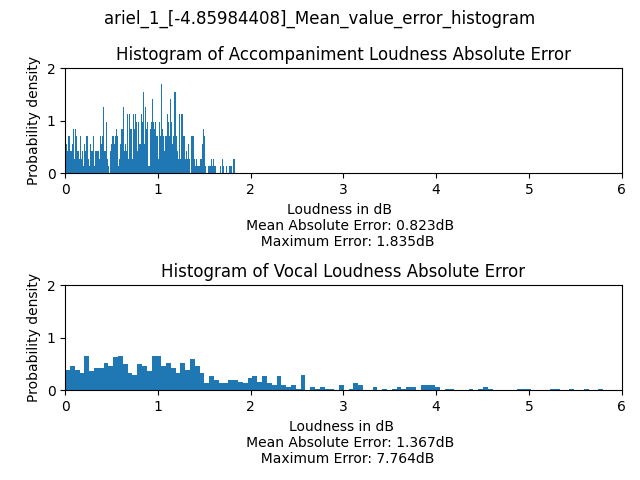 ariel_1_[-4.85984408]_Mean_value_error_histogram
Histogram of Accompaniment Loudness Absolute Error
Probability density
2
1
0
0 1 2 3 4 5 6
Loudness in dB
Mean Absolute Error: 0.823dB
Maximum Error: 1.835dB
Histogram of Vocal Loudness Absolute Error
Probability density
2
1
0
0 1 2 3 4 5 6
Loudness in dB
Mean Absolute Error: 1.367dB
Maximum Error: 7.764dB